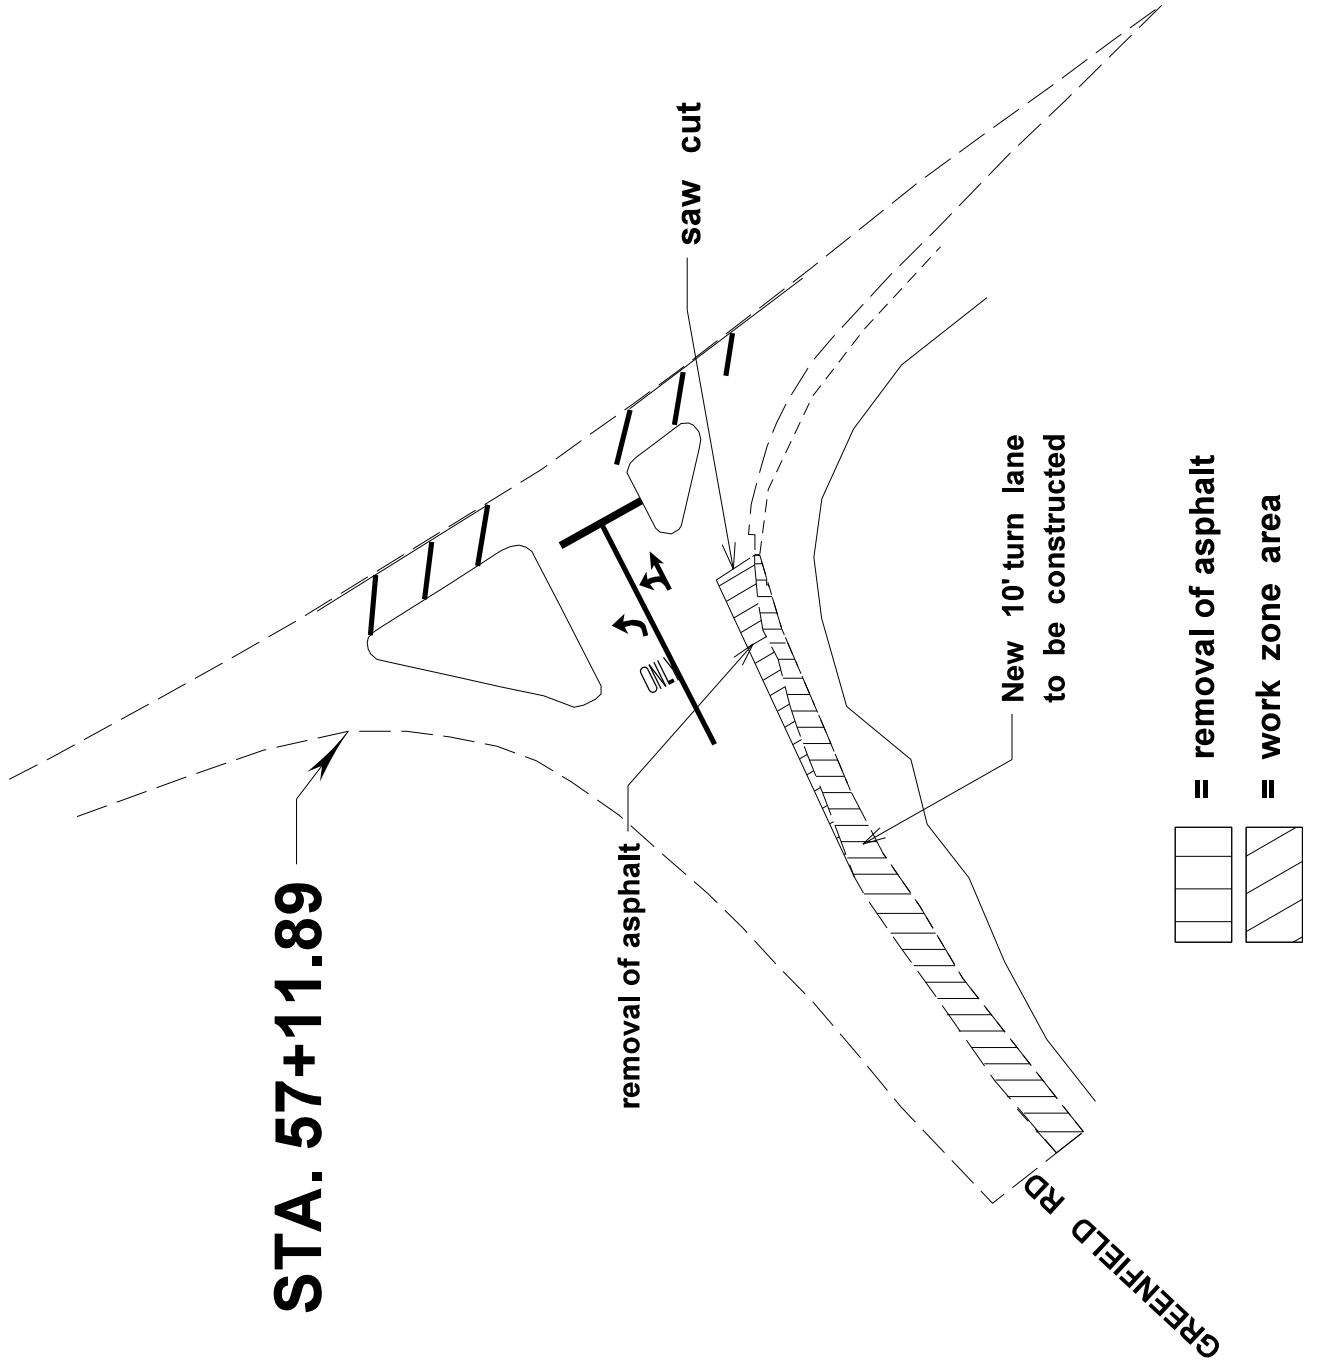 STA. 57+11.89
removal of asphalt
saw cut
ONLY
New 10' turn lane
to be constructed
GREENFIELD RD
= removal of asphalt
= work zone area